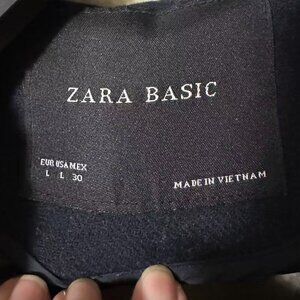 ZARA BASIC
EUR USA MEX
L L 30
MADE IN VIETNAM